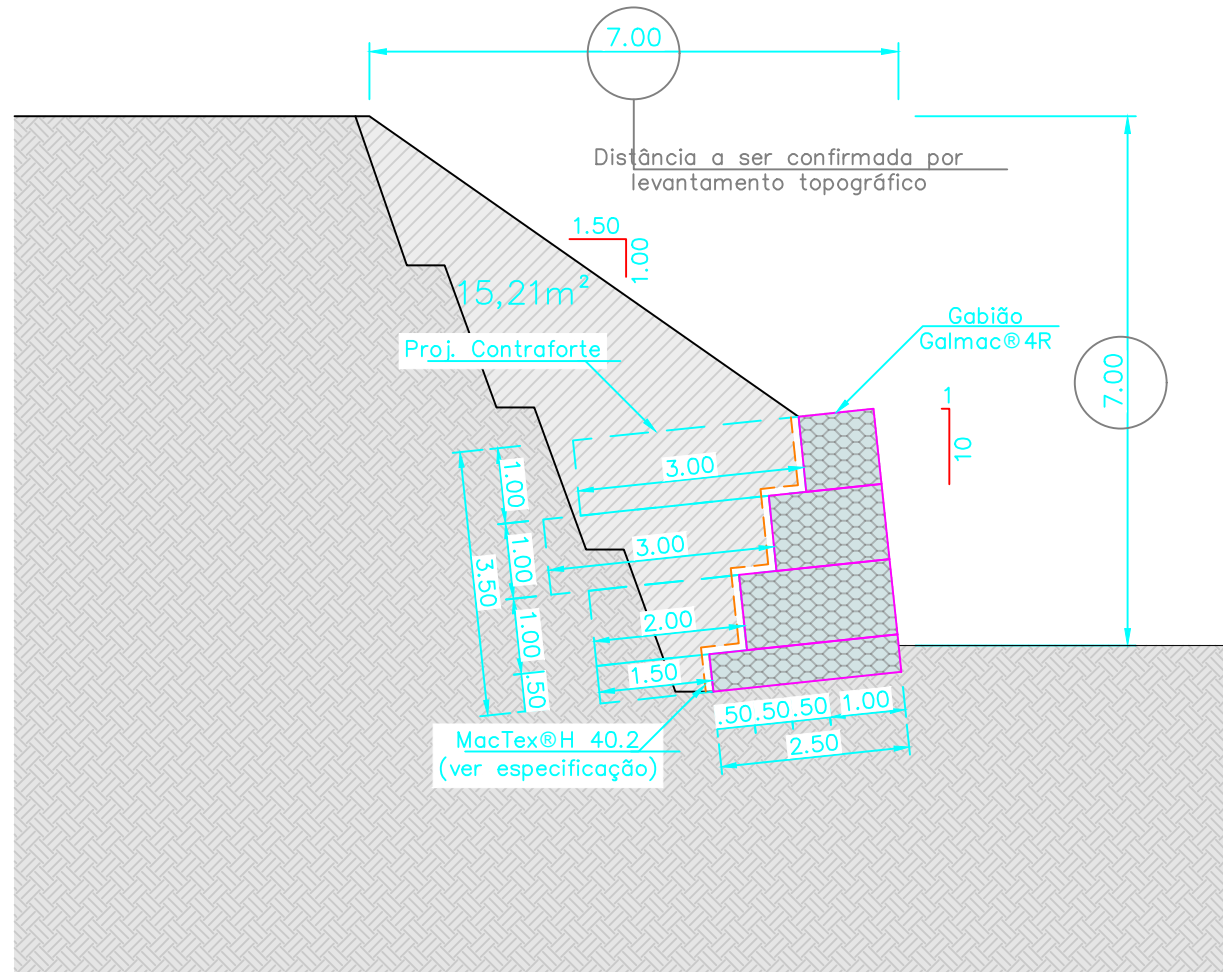 7.00
Distância a ser confirmada por
levantamento topográfico
1.50
1.00
15,21m²
Gabião
Galmac®4R
Proj. Contraforte
7.00
1
10
3.00
1.00
3.50
1.00
3.00
1.00
2.00
.50
1.50
.50
.50
.50
1.00
2.50
MacTex®H 40.2
(ver especificação)